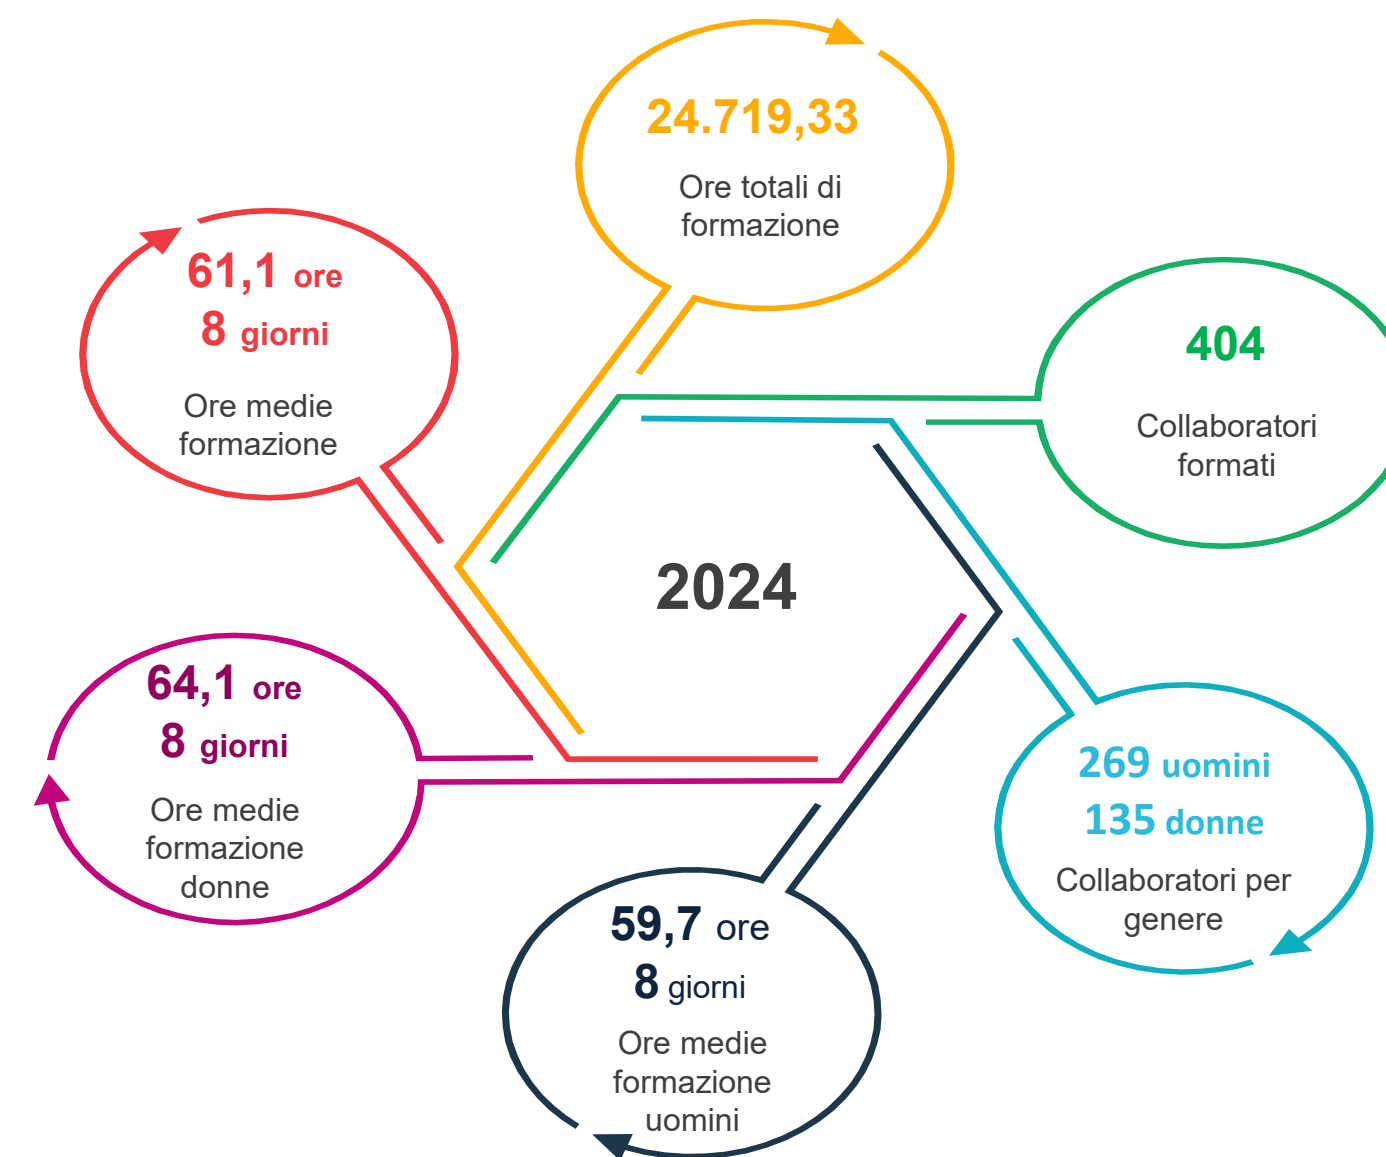 24.719,33
Ore totali di
formazione
61,1 ore
8 giorni
Ore medie
formazione
404
Collaboratori
formati
2024
64,1 ore
8 giorni
Ore medie
formazione
donne
269 uomini
135 donne
Collaboratori per
genere
59,7 ore
8 giorni
Ore medie
formazione
uomini